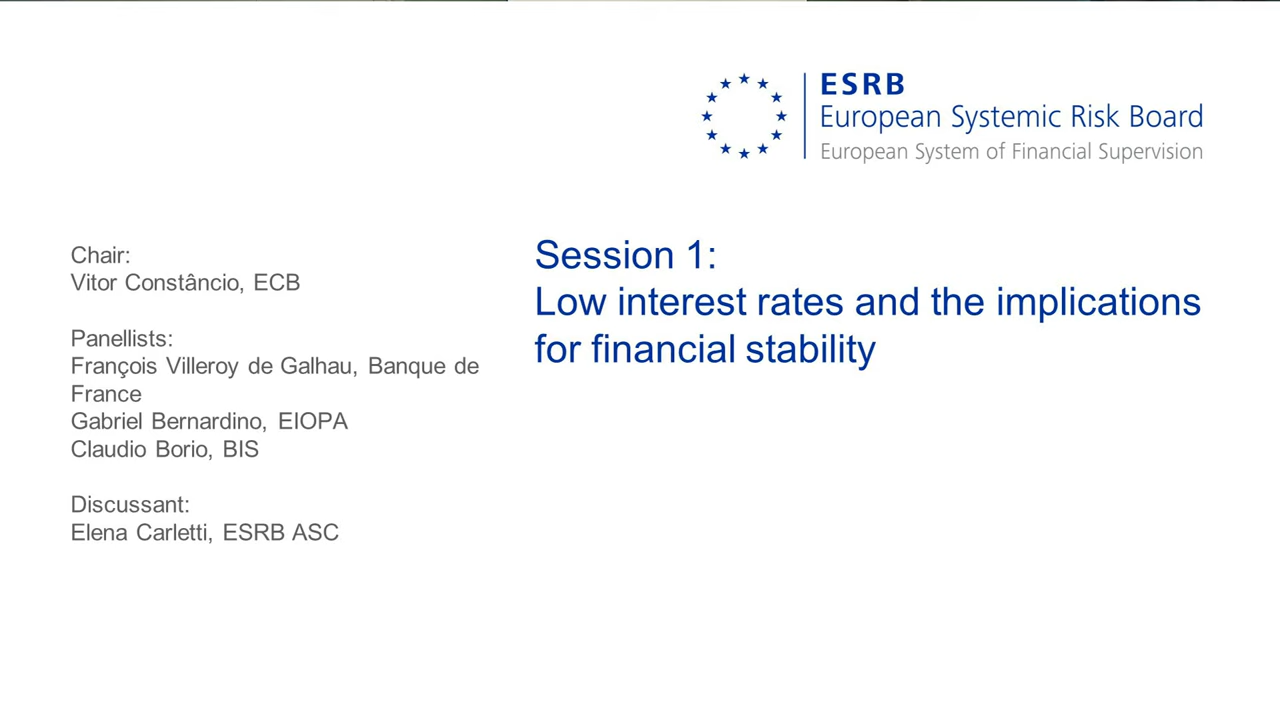 ESRB
European Systemic Risk Board
European System of Financial Supervision
Chair:
Vitor Constâncio, ECB
Panellists:
François Villeroy de Galhau, Banque de
France
Gabriel Bernardino, EIOPA
Claudio Borio, BIS
Discussant:
Elena Carletti, ESRB ASC
Session 1:
Low interest rates and the implications
for financial stability